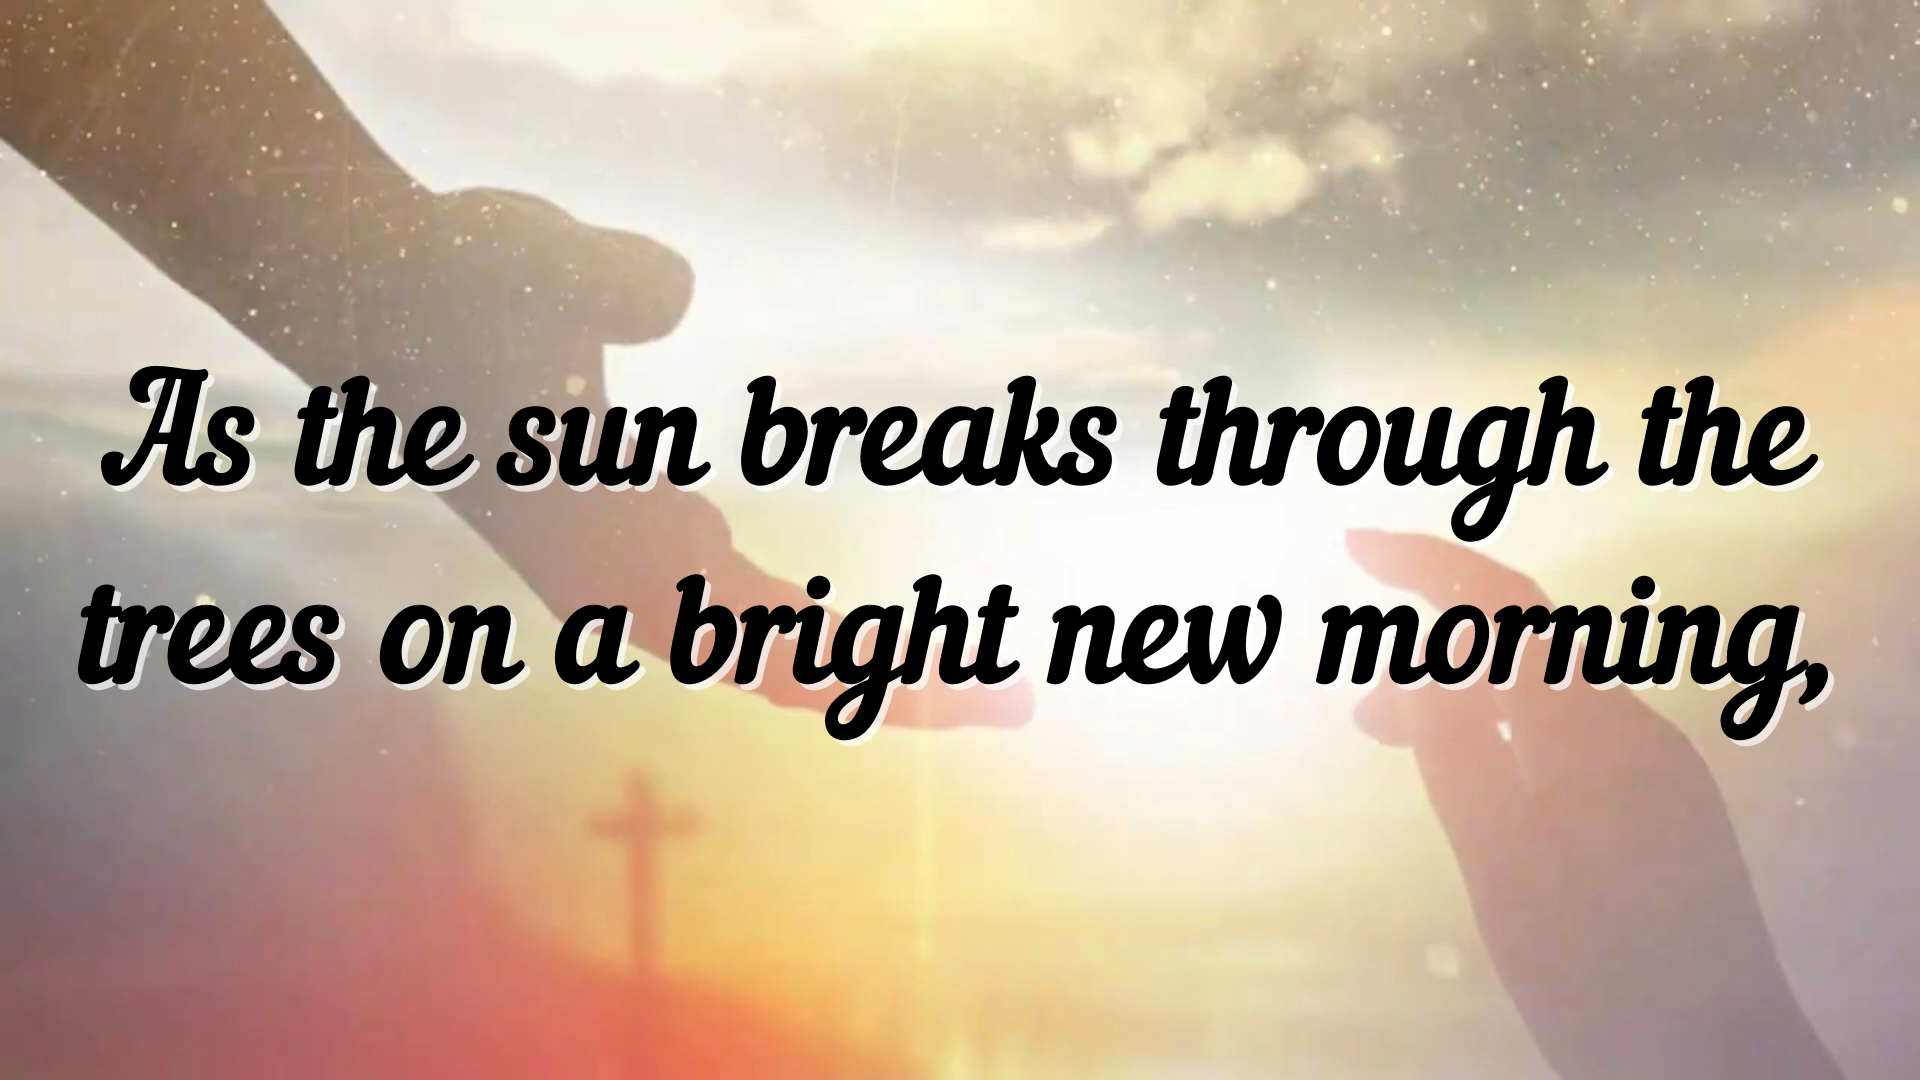 As the sun breaks through the
trees on a bright new morning,